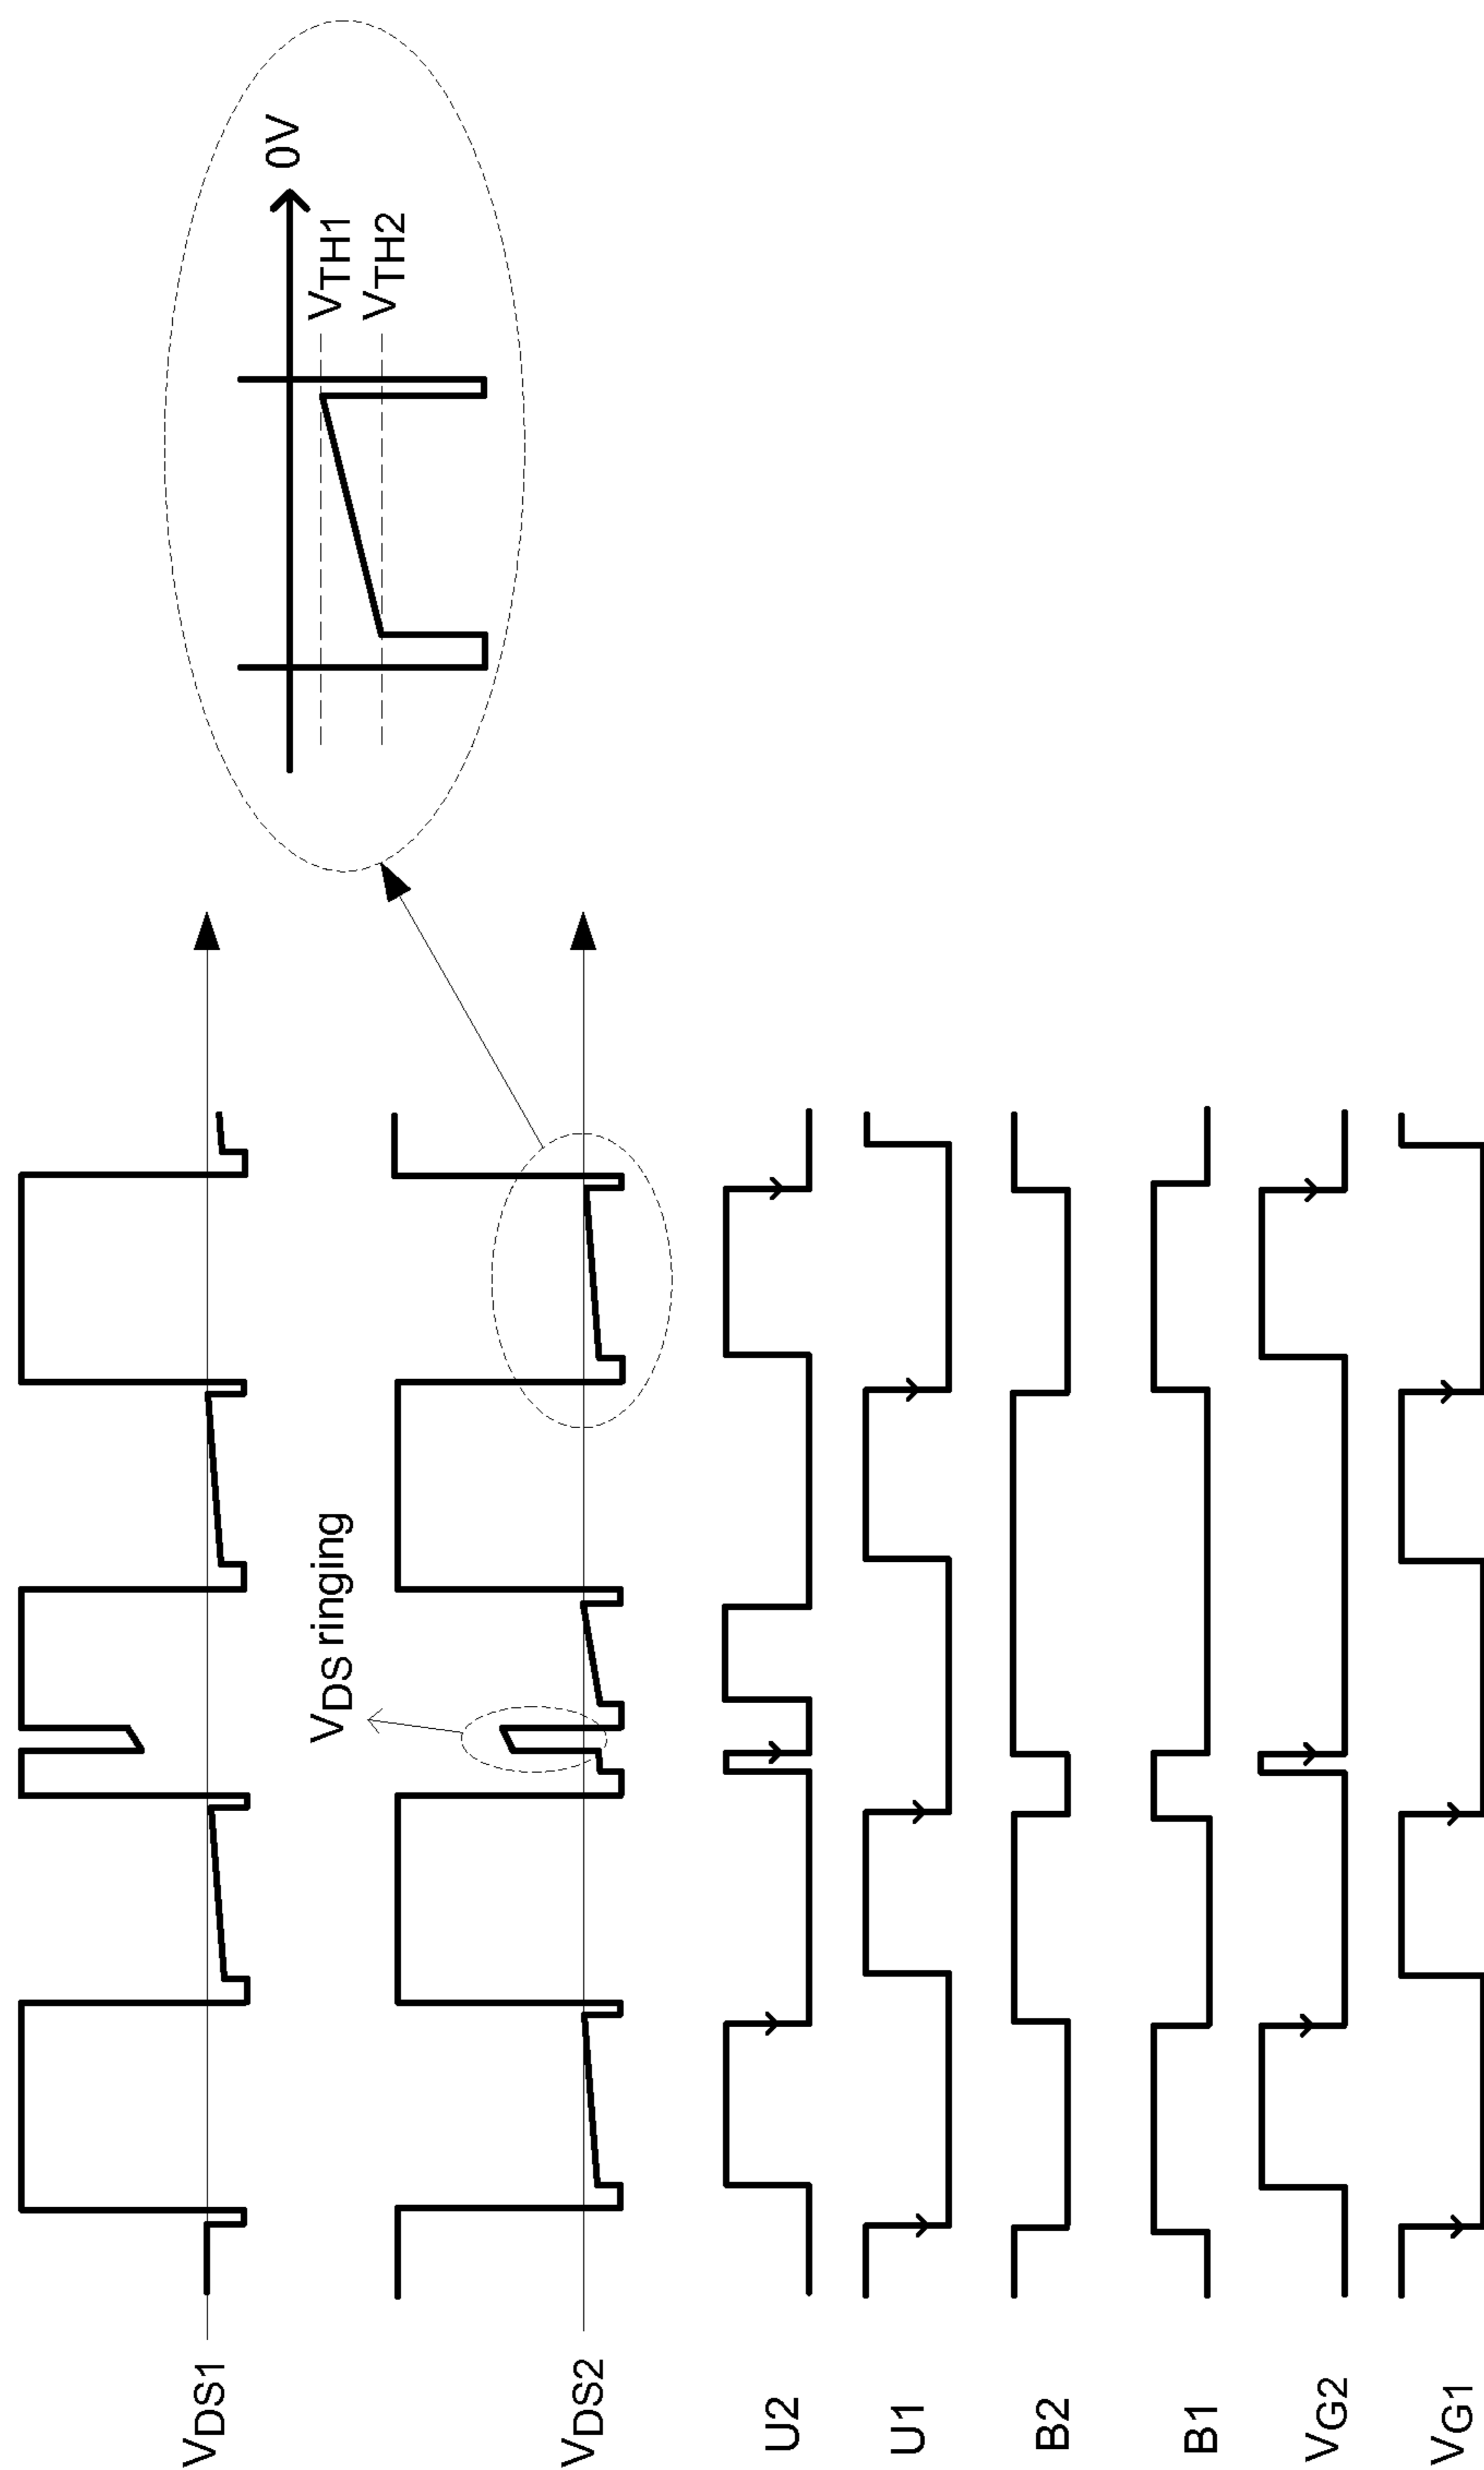 0V
VTH1
VTH2
VDS1
VDS ringing
VDS2
U2
U1
B2
B1
VG2
VG1